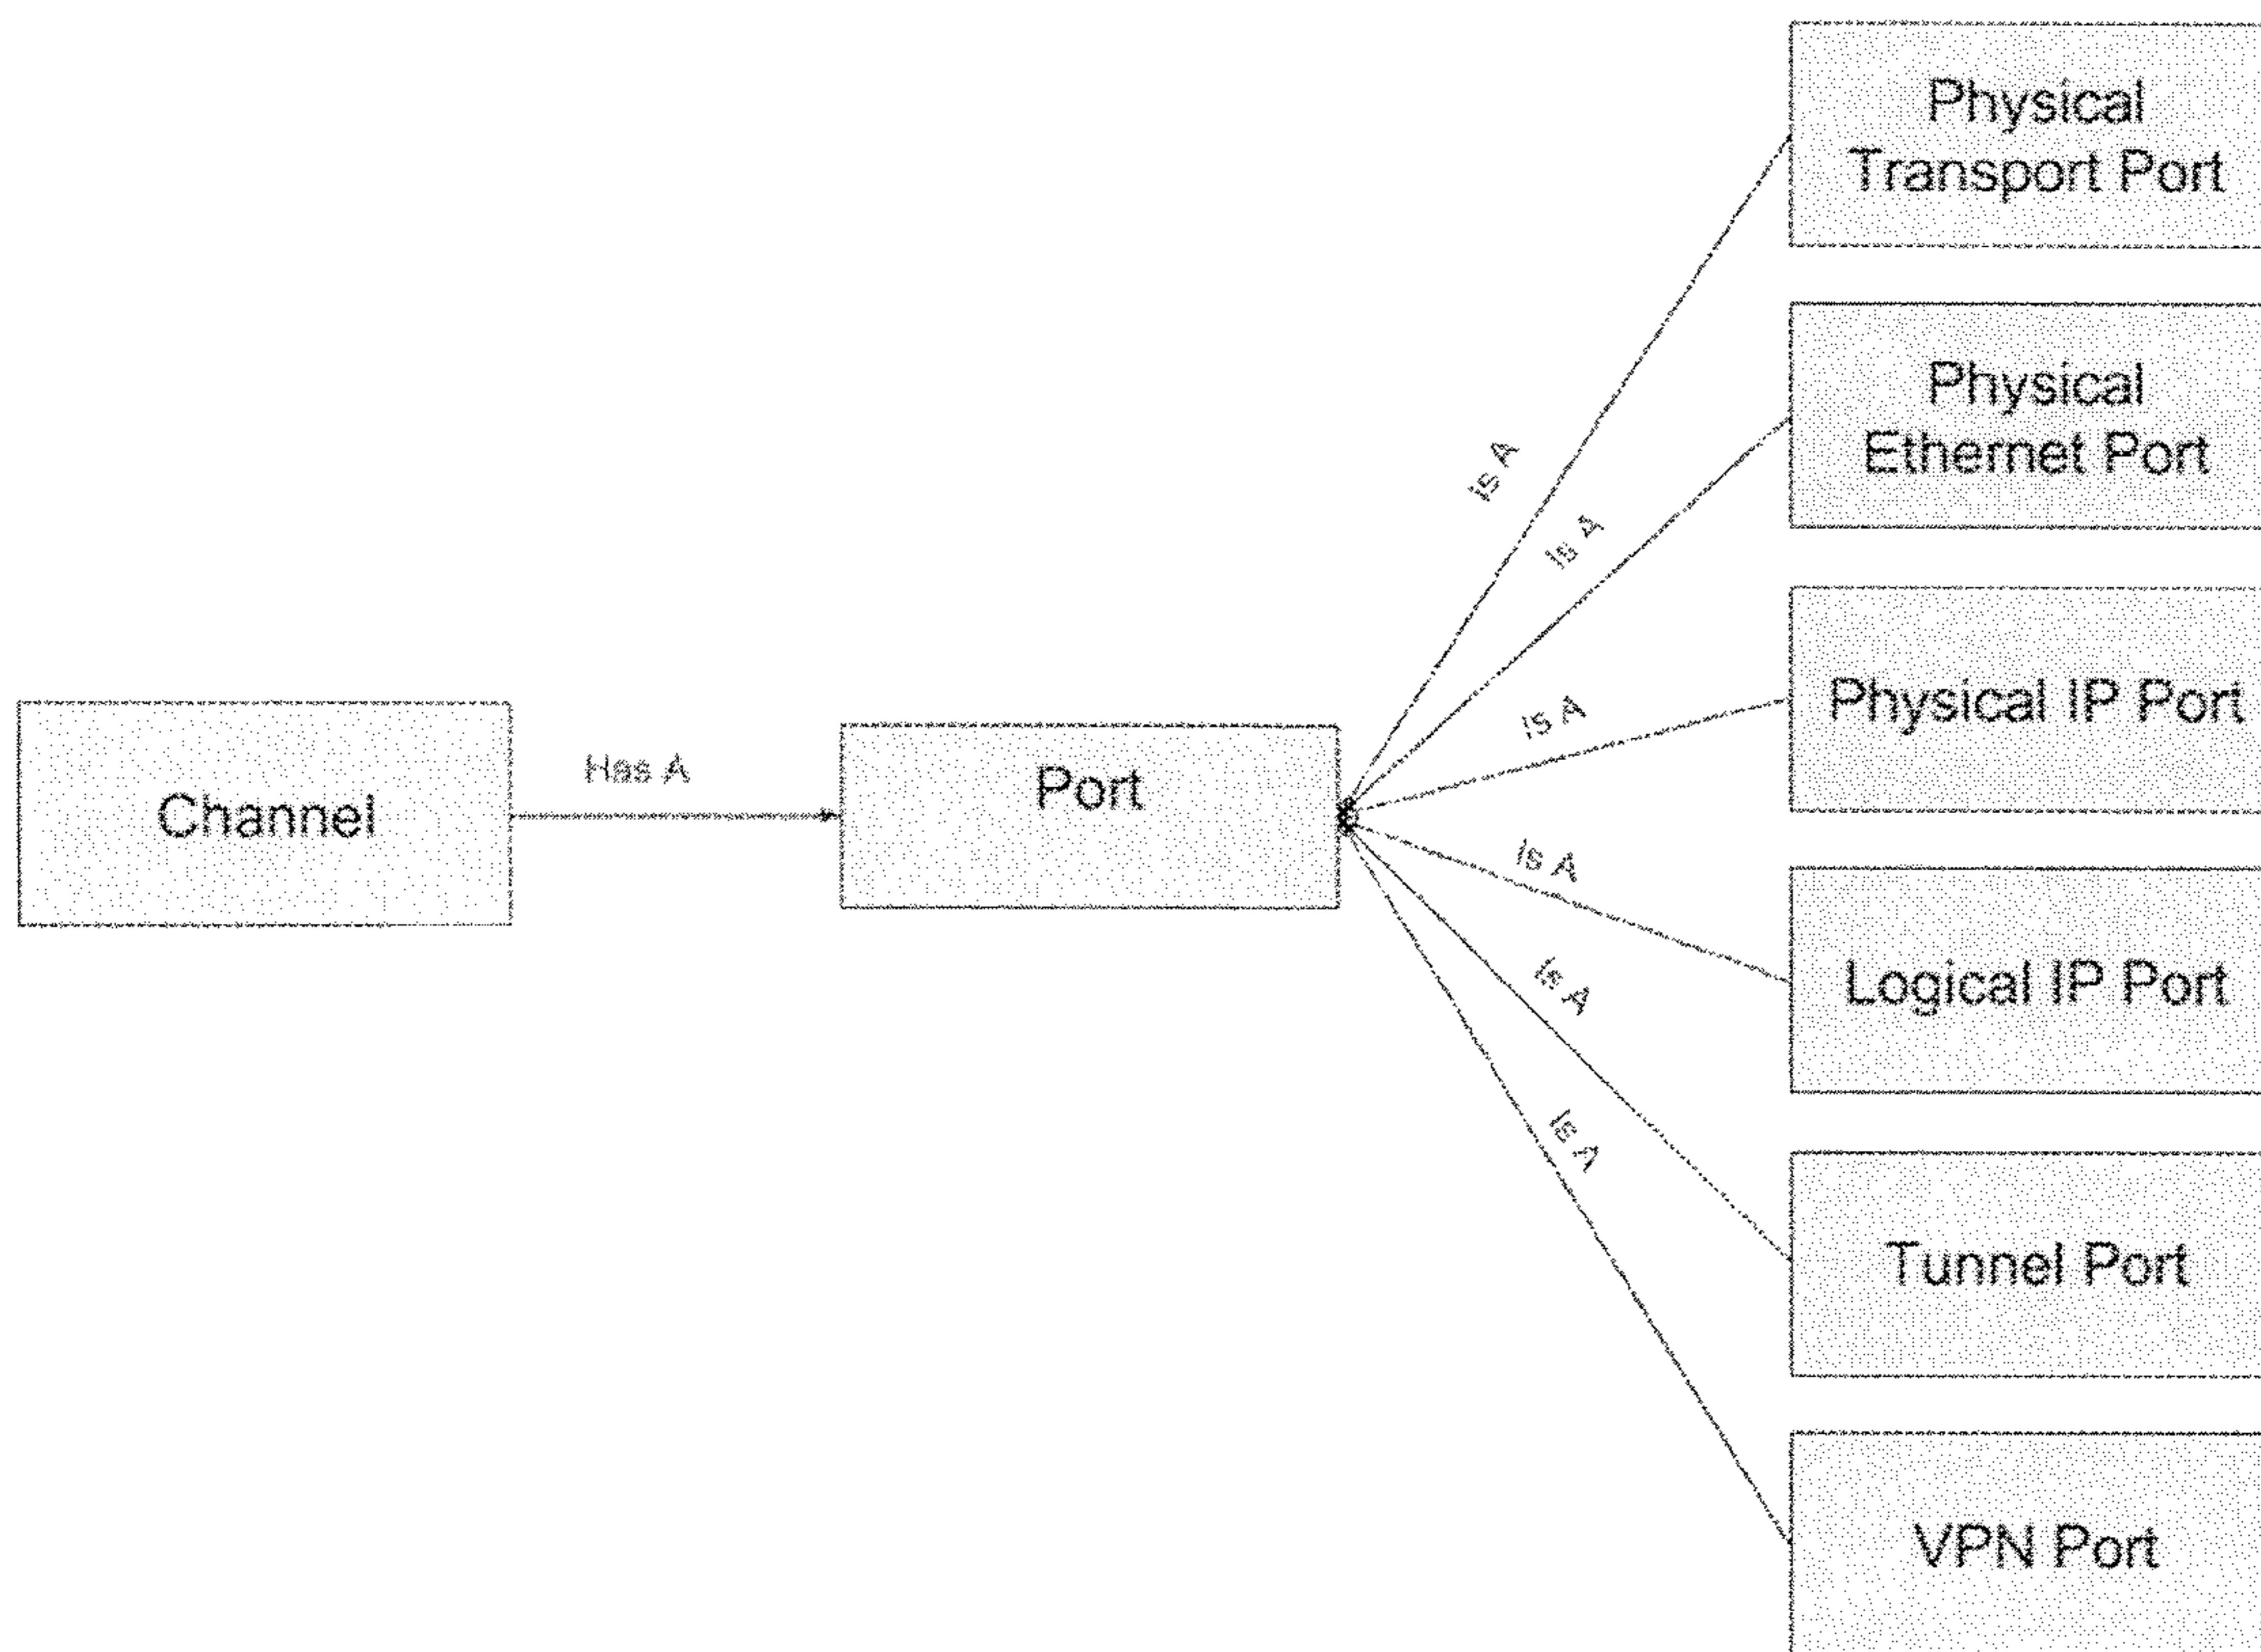 Channel
Has A
Port
Is A
Is A
Is A
Is A
Is A
Is A
Physical
Transport Port
Physical
Ethernet Port
Physical IP Port
Logical IP Port
Tunnel Port
VPN Port